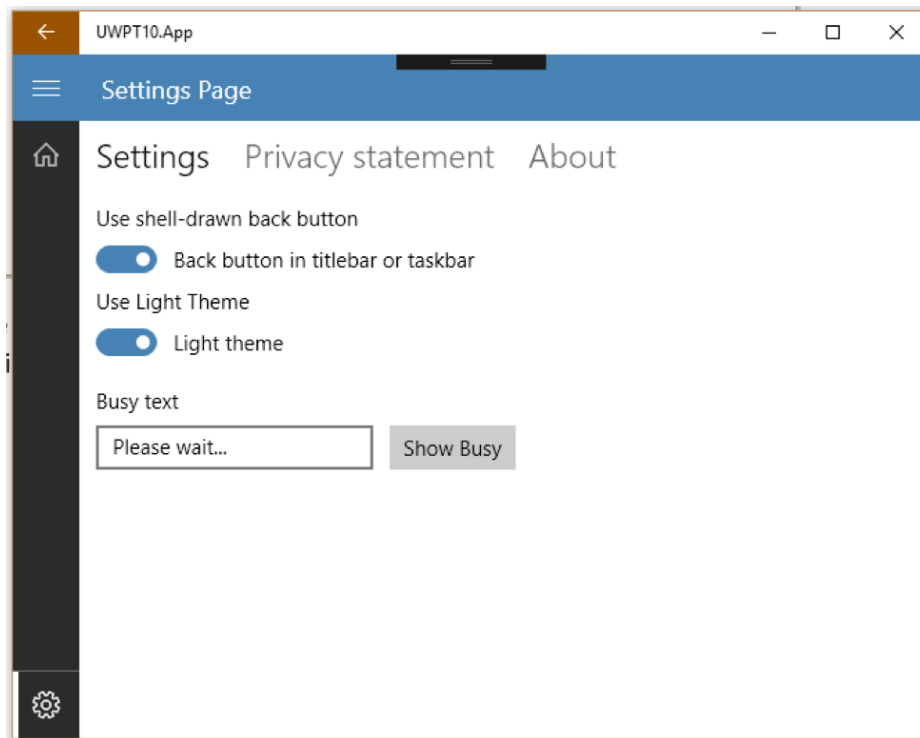 UWPT10.App
Settings Page
Settings Privacy statement About
Use shell-drawn back button
Back button in titlebar or taskbar
Use Light Theme
Light theme
Busy text
Please wait... Show Busy